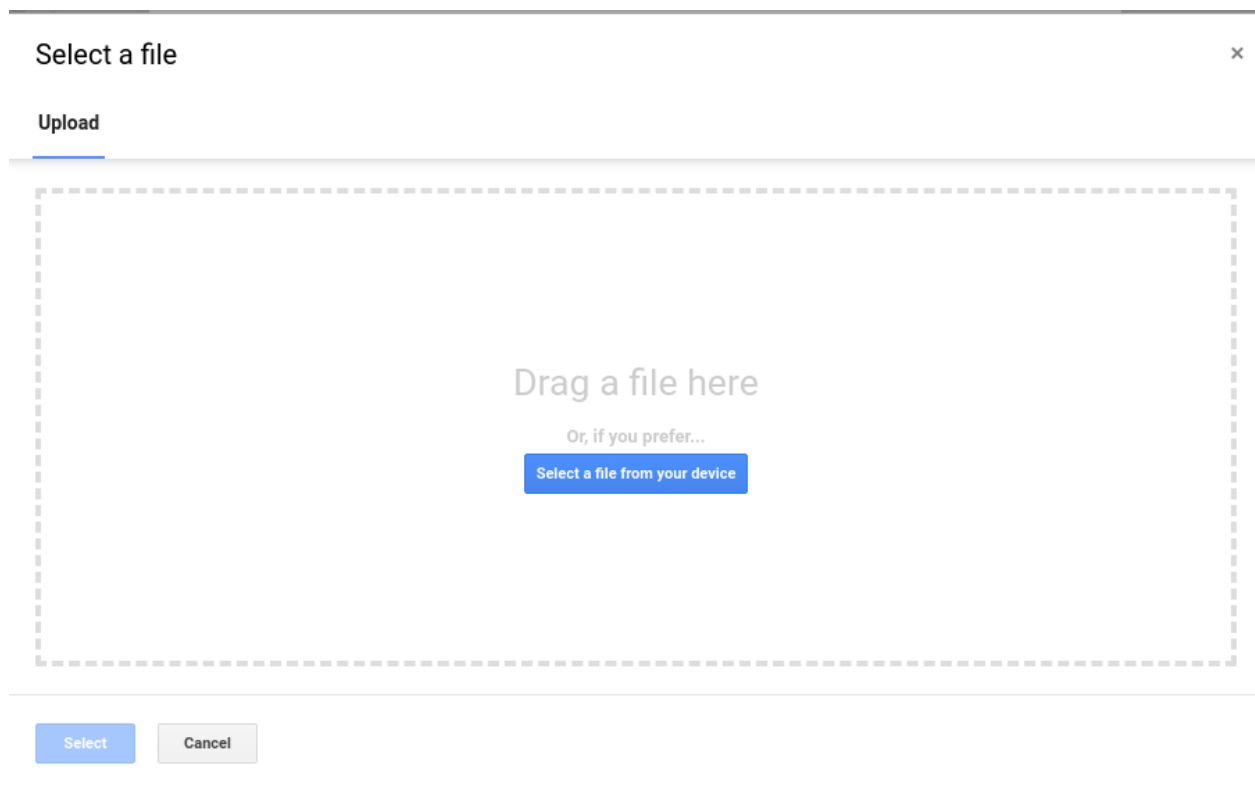 Select a file
×
Upload
Drag a file here
Or, if you prefer...
Select a file from your device
Select
Cancel